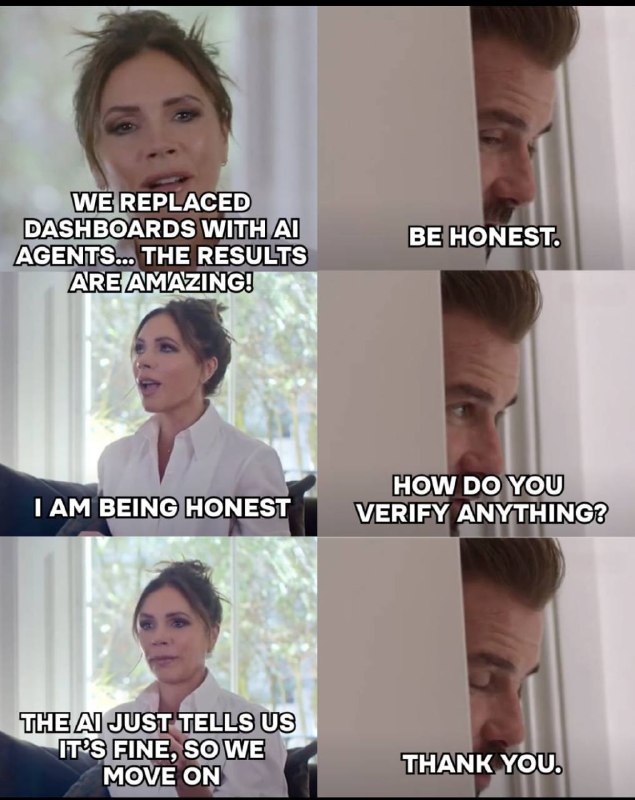 WE REPLACED
DASHBOARDS WITH AI
AGENTS... THE RESULTS
ARE AMAZING!
BE HONEST.
I AM BEING HONEST
HOW DO YOU
VERIFY ANYTHING?
THE AI JUST TELLS US
IT'S FINE, SO WE
MOVE ON
THANK YOU.